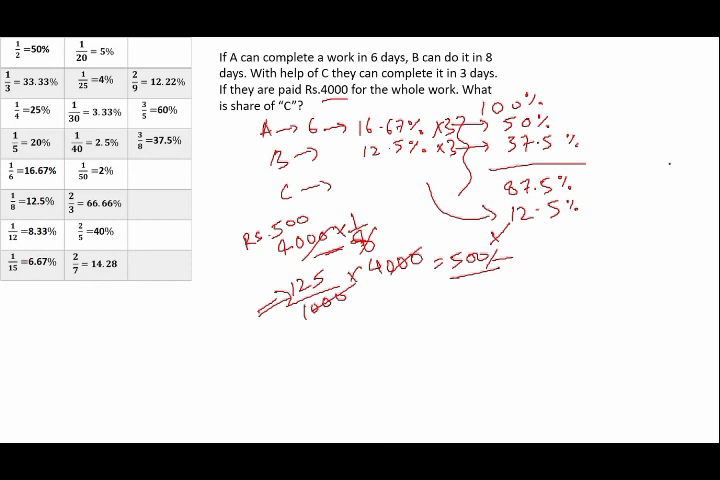 1/2 =50% 1/20 = 5%
1/3 = 33.33% 1/25 =4% 2/9 = 12.22%
1/4 = 25% 1/30 = 3.33% 3/5 =60%
1/5 = 20% 1/40 = 2.5% 3/8 =37.5%
1/6 =16.67% 1/50 =2%
1/8 =12.5% 2/3 = 66.66%
1/12 =8.33% 2/5 =40%
1/15 =6.67% 2/7 = 14.28
If A can complete a work in 6 days, B can do it in 8
days. With help of C they can complete it in 3 days.
If they are paid Rs.4000 for the whole work. What
is share of “C”?
100%
A → 6 → 16.67% ×3 → 50%
B → 12.5% ×3 → 37.5%
C →
87.5%
12.5%
Rs.500
4000 × 1/8
⇒ 125/1000 × 4000 = 500/-